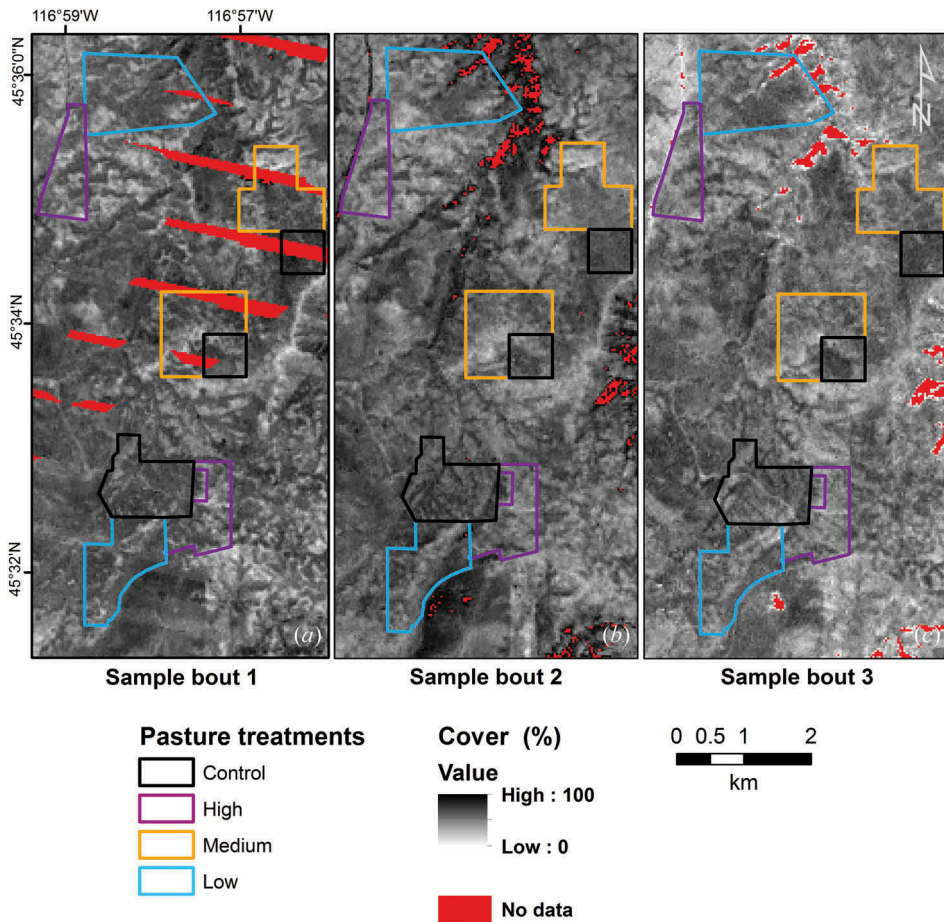 116°59'W 116°57'W
45°36'0"N
45°34'N
45°32'N
N
(a) (b) (c)
Sample bout 1 Sample bout 2 Sample bout 3
Pasture treatments
Control
High
Medium
Low
Cover (%)
Value
High : 100
Low : 0
No data
0 0.5 1 2
km